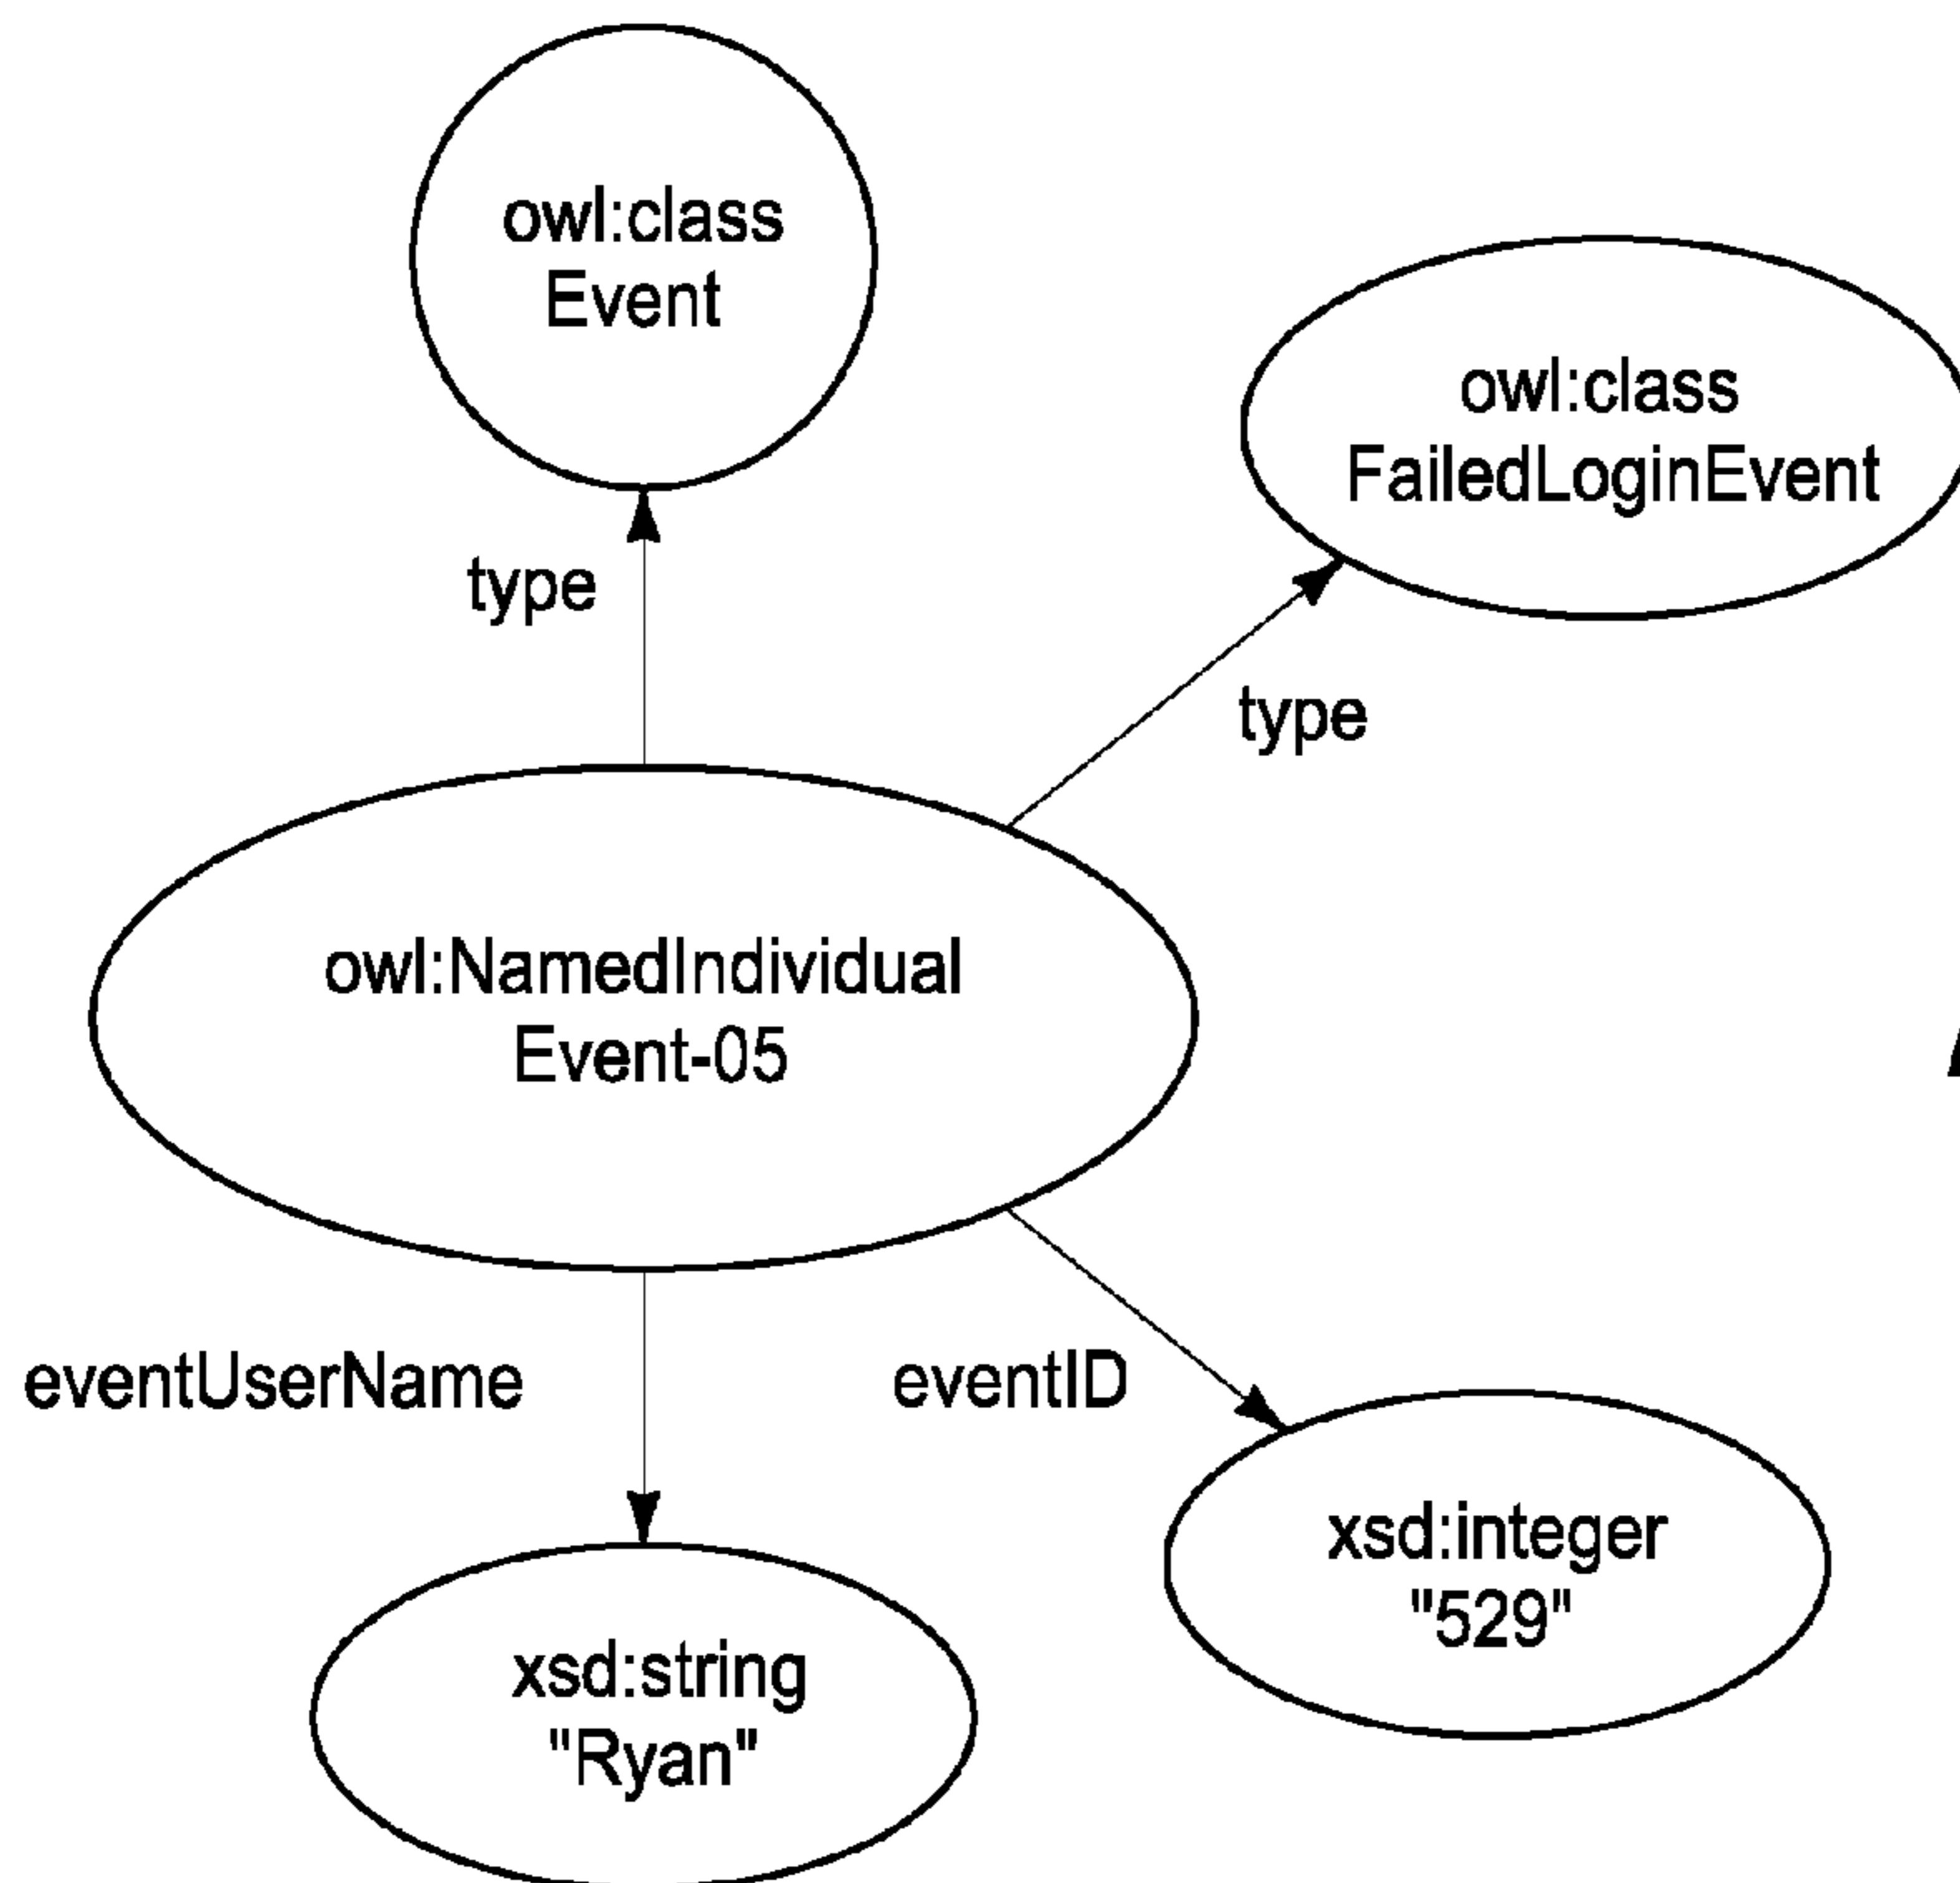 owl:class
Event
owl:class
FailedLoginEvent
type
type
owl:NamedIndividual
Event-05
eventUserName
eventID
xsd:integer
"529"
xsd:string
"Ryan"